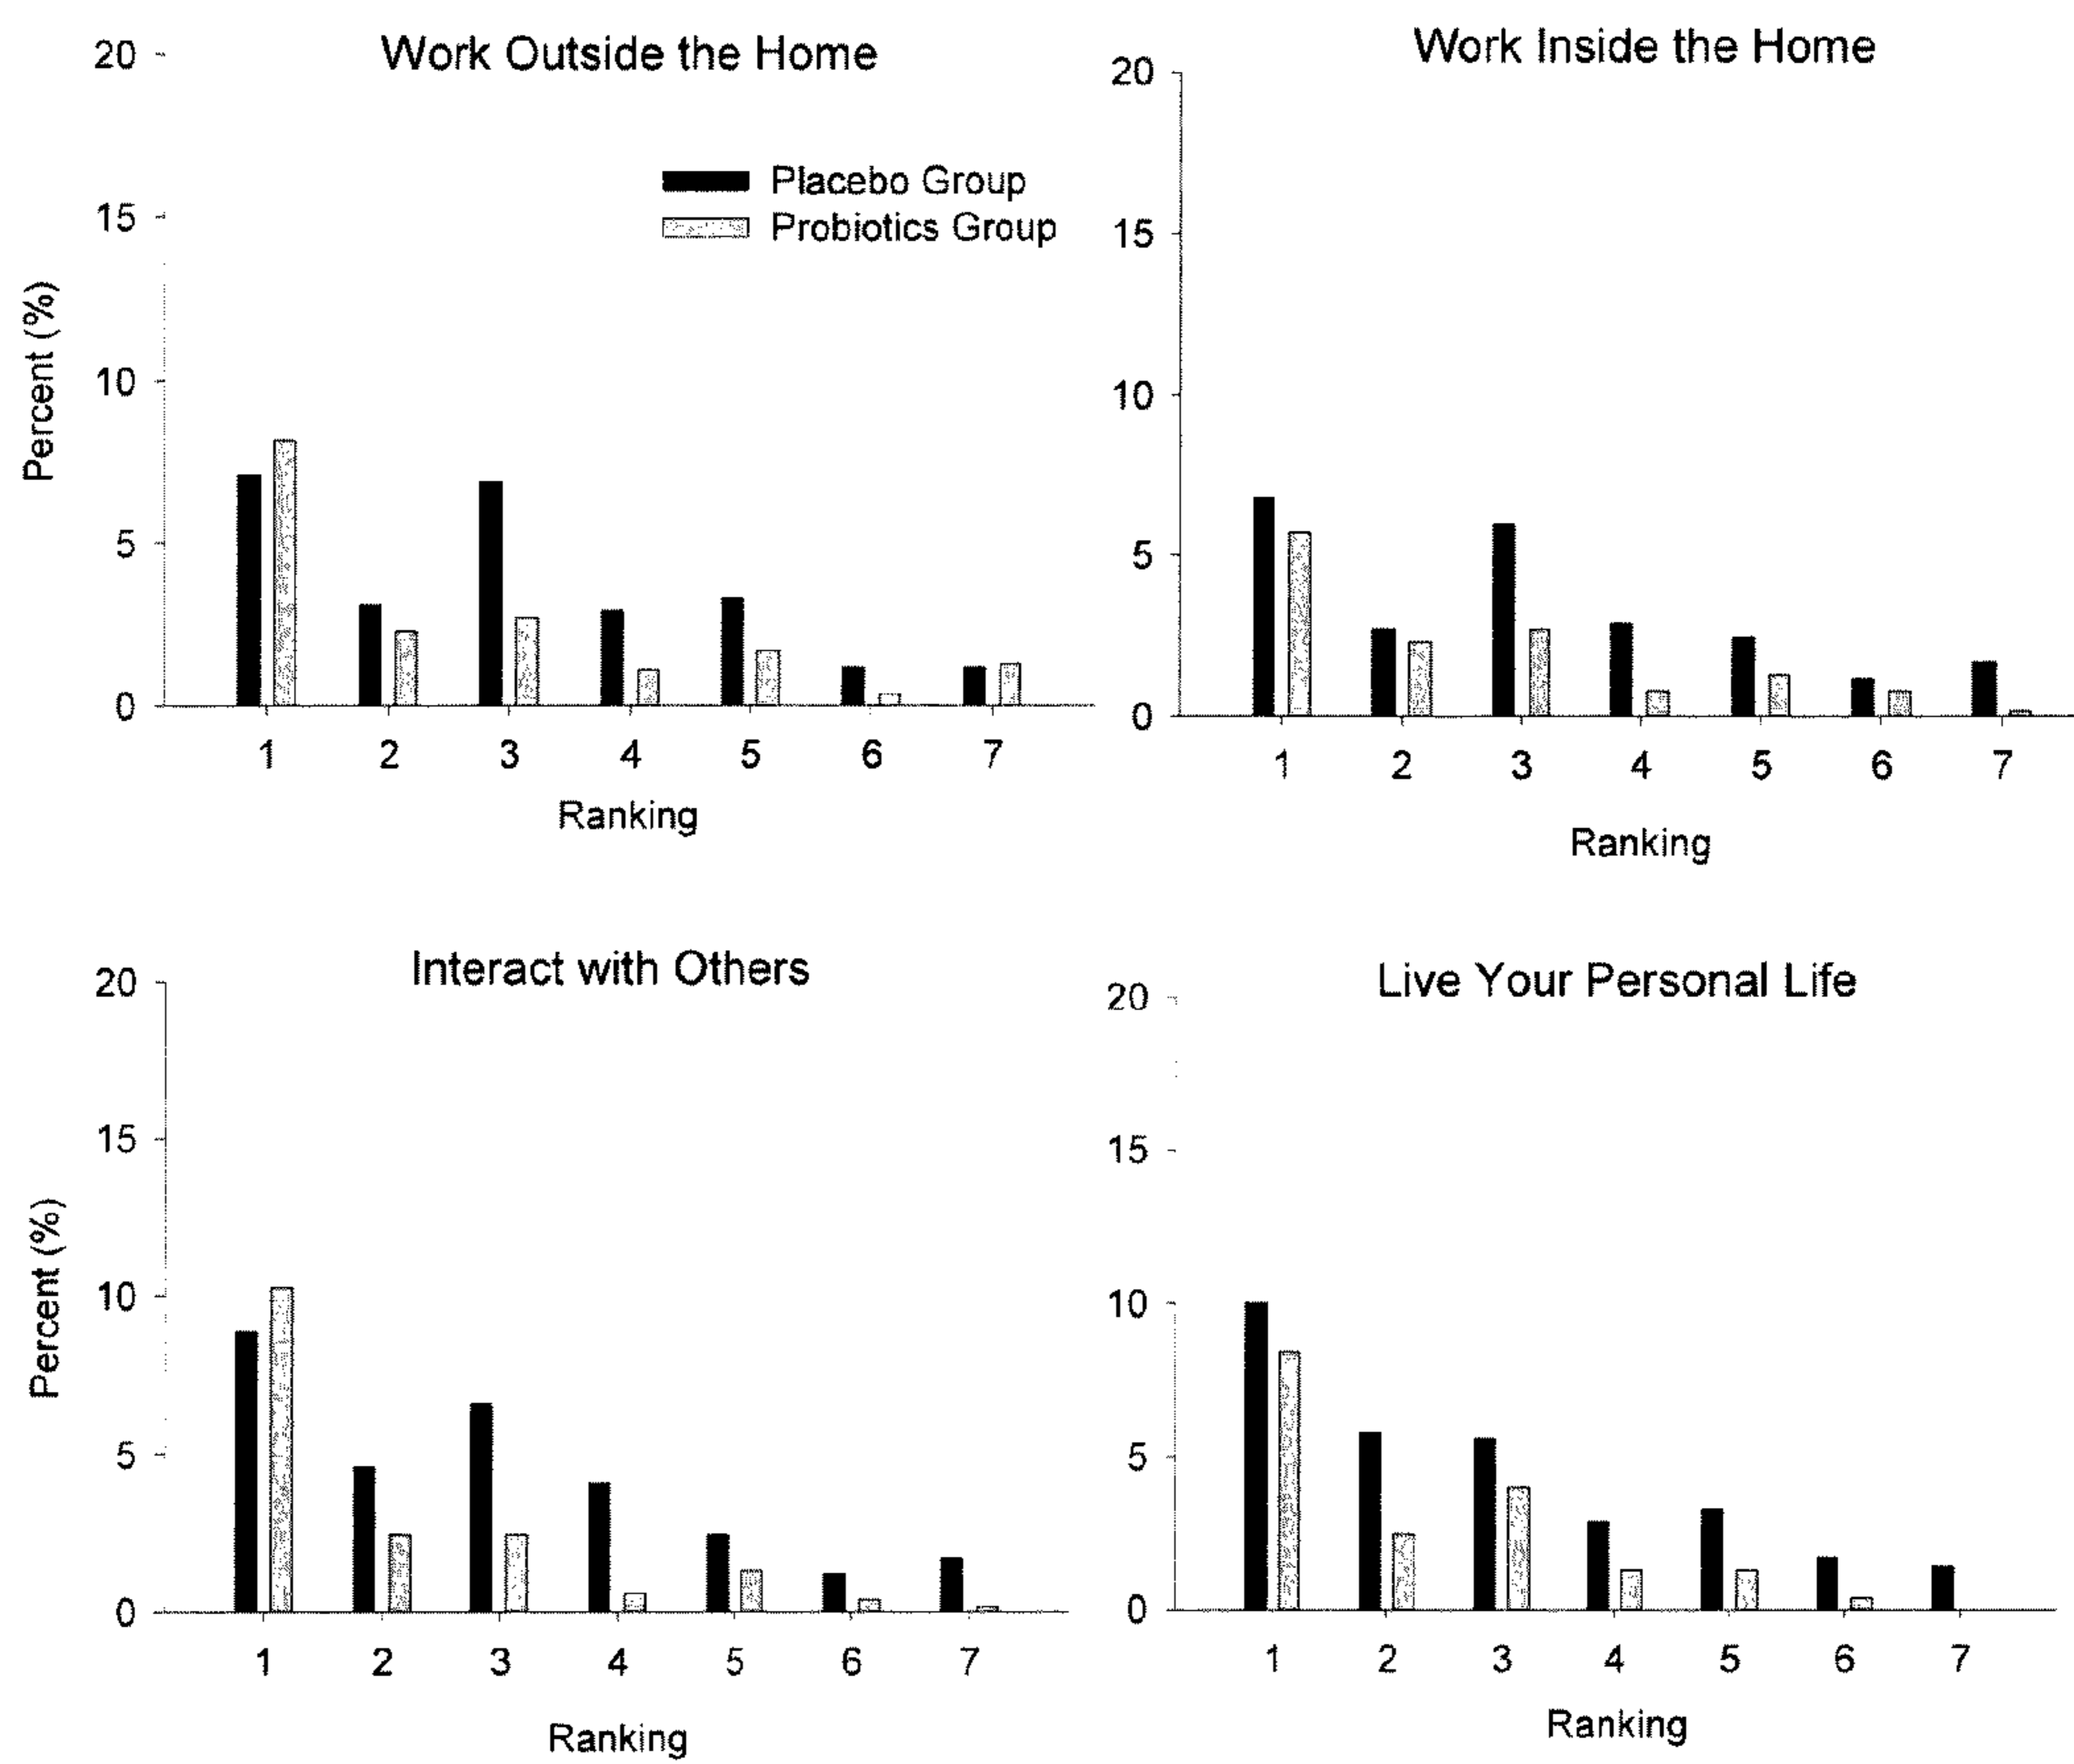 Work Outside the Home
20
15
10
5
0
Percent (%)
Placebo Group
Probiotics Group
1 2 3 4 5 6 7
Ranking
Work Inside the Home
20
15
10
5
0
1 2 3 4 5 6 7
Ranking
Interact with Others
20
15
10
5
0
Percent (%)
1 2 3 4 5 6 7
Ranking
Live Your Personal Life
20
15
10
5
0
1 2 3 4 5 6 7
Ranking